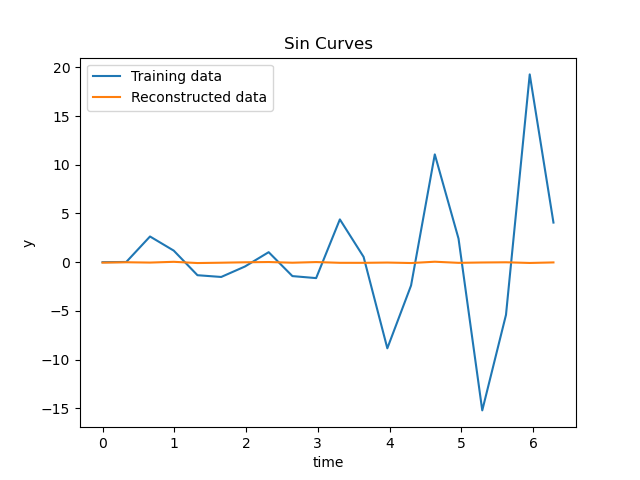 Sin Curves
Training data
Reconstructed data
20
15
10
5
0
−5
−10
−15
y
0 1 2 3 4 5 6
time